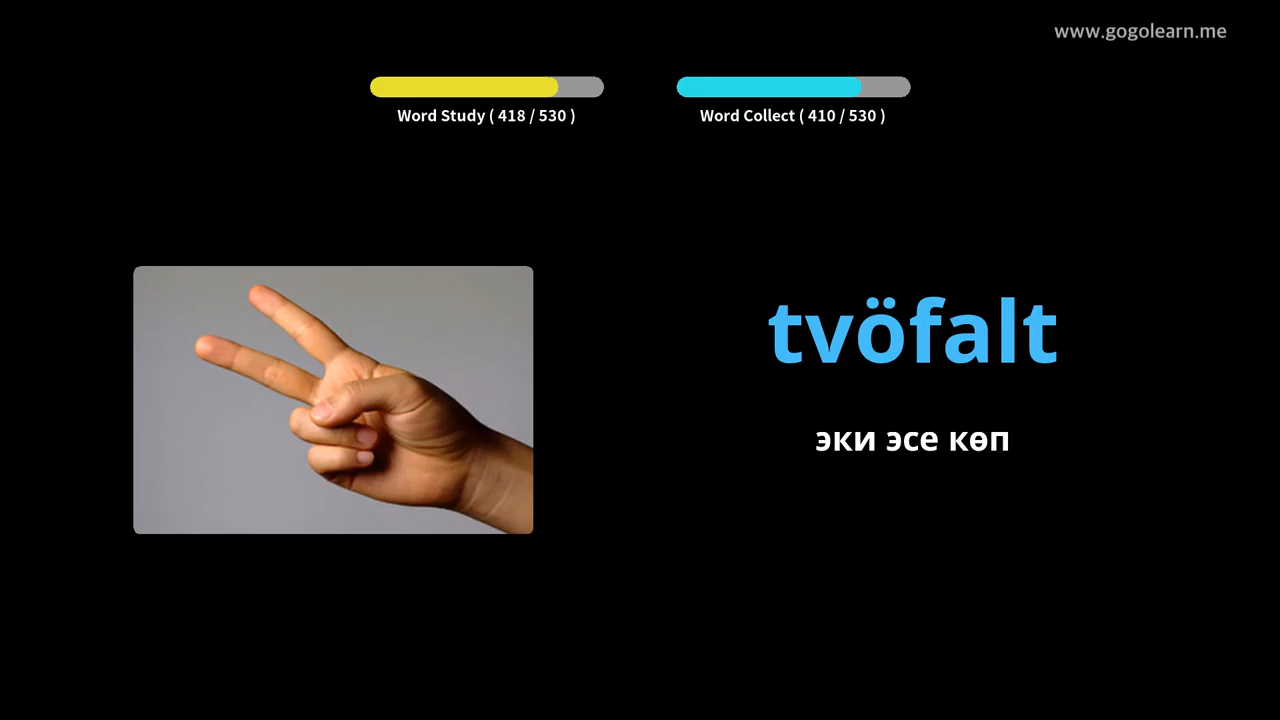 www.gogolearn.me
Word Study ( 418 / 530 )
Word Collect ( 410 / 530 )
tvöfalt
эки эсе көп